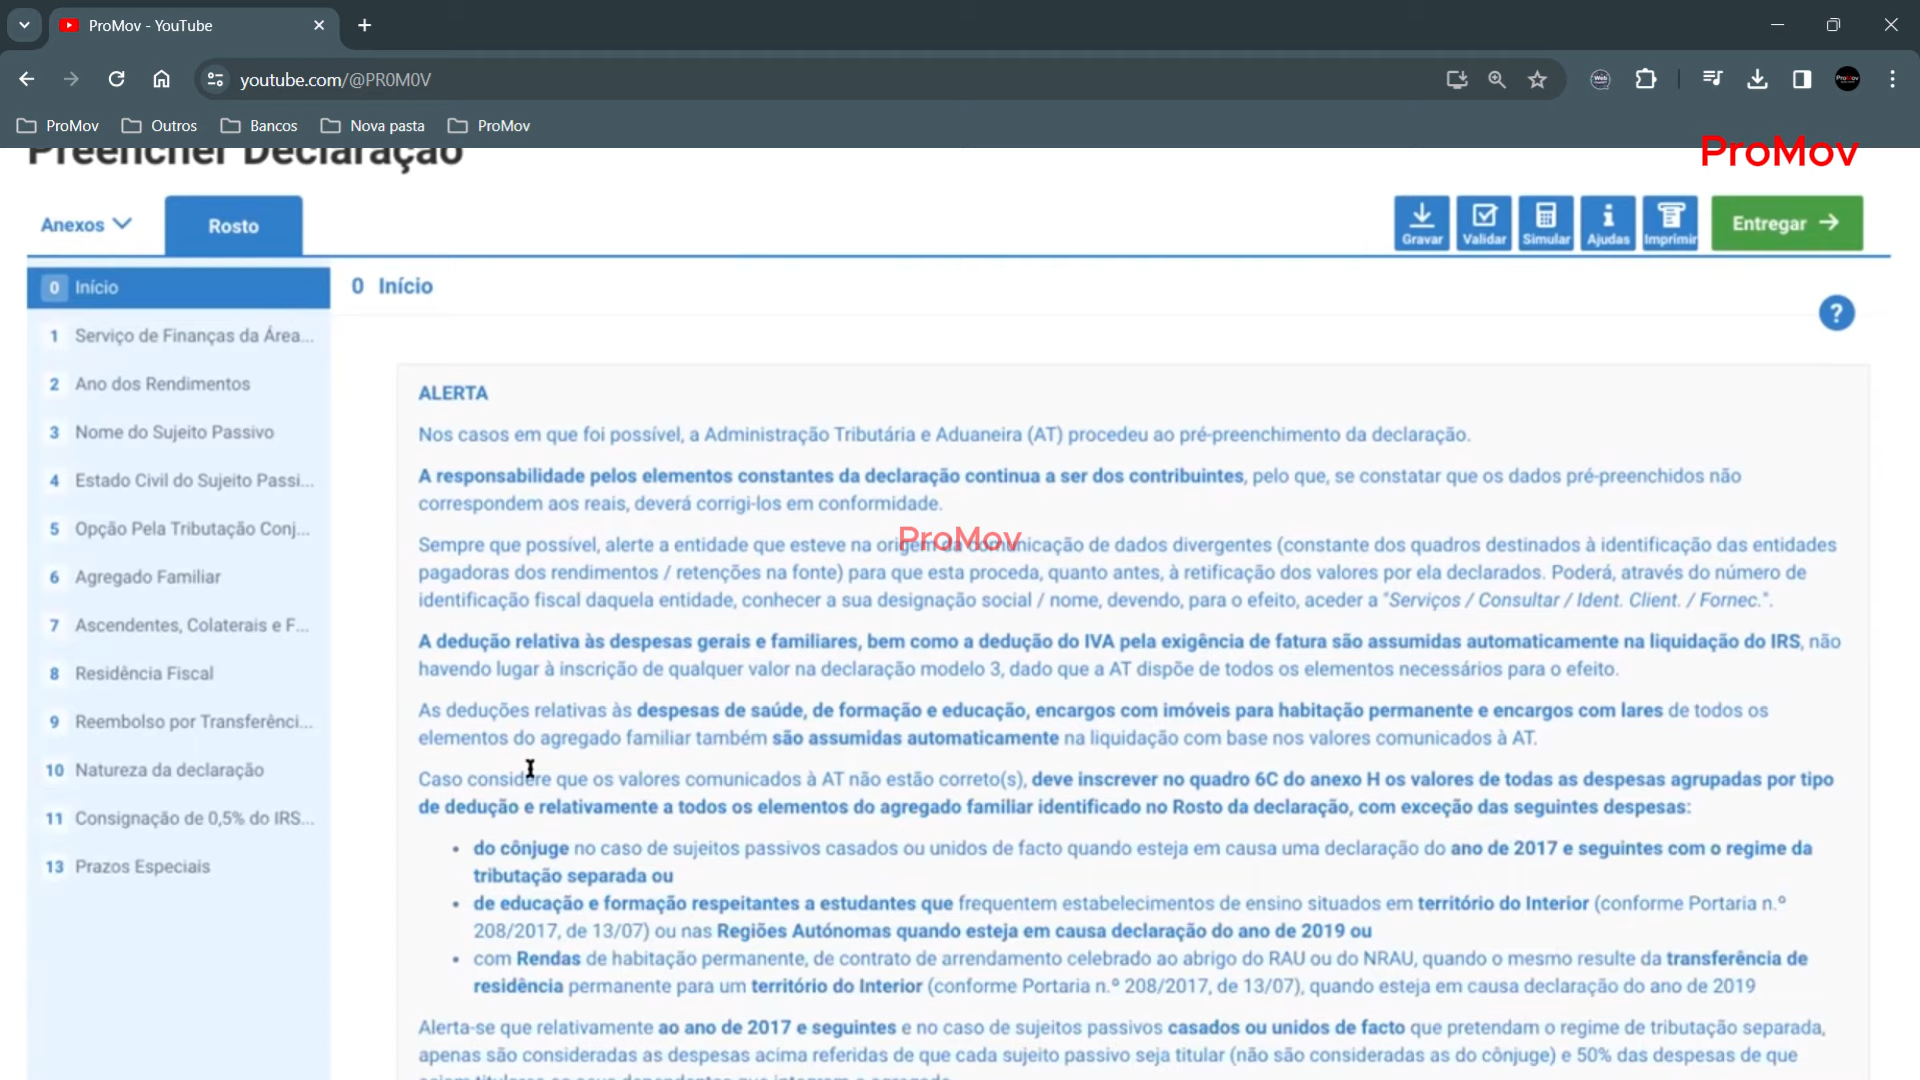 ProMov - YouTube
youtube.com/@PR0M0V
ProMov
Outros
Bancos
Nova pasta
ProMov
Preencher Declaração
ProMov
Anexos
Rosto
Gravar
Validar
Simular
Ajudas
Imprimir
Entregar
0 Início
1 Serviço de Finanças da Área...
2 Ano dos Rendimentos
3 Nome do Sujeito Passivo
4 Estado Civil do Sujeito Passi...
5 Opção Pela Tributação Conj...
6 Agregado Familiar
7 Ascendentes, Colaterais e F...
8 Residência Fiscal
9 Reembolso por Transferênci...
10 Natureza da declaração
11 Consignação de 0,5% do IRS...
13 Prazos Especiais
0 Início
?
ALERTA
Nos casos em que foi possível, a Administração Tributária e Aduaneira (AT) procedeu ao pré-preenchimento da declaração.
A responsabilidade pelos elementos constantes da declaração continua a ser dos contribuintes, pelo que, se constatar que os dados pré-preenchidos não
correspondem aos reais, deverá corrigi-los em conformidade.
ProMov
Sempre que possível, alerte a entidade que esteve na origem da comunicação de dados divergentes (constante dos quadros destinados à identificação das entidades
pagadoras dos rendimentos / retenções na fonte) para que esta proceda, quanto antes, à retificação dos valores por ela declarados. Poderá, através do número de
identificação fiscal daquela entidade, conhecer a sua designação social / nome, devendo, para o efeito, aceder a "Serviços / Consultar / Ident. Client. / Fornec.".
A dedução relativa às despesas gerais e familiares, bem como a dedução do IVA pela exigência de fatura são assumidas automaticamente na liquidação do IRS, não
havendo lugar à inscrição de qualquer valor na declaração modelo 3, dado que a AT dispõe de todos os elementos necessários para o efeito.
As deduções relativas às despesas de saúde, de formação e educação, encargos com imóveis para habitação permanente e encargos com lares de todos os
elementos do agregado familiar também são assumidas automaticamente na liquidação com base nos valores comunicados à AT.
Caso considere que os valores comunicados à AT não estão correto(s), deve inscrever no quadro 6C do anexo H os valores de todas as despesas agrupadas por tipo
de dedução e relativamente a todos os elementos do agregado familiar identificado no Rosto da declaração, com exceção das seguintes despesas:
• do cônjuge no caso de sujeitos passivos casados ou unidos de facto quando esteja em causa uma declaração do ano de 2017 e seguintes com o regime da
tributação separada ou
• de educação e formação respeitantes a estudantes que frequentem estabelecimentos de ensino situados em território do Interior (conforme Portaria n.º
208/2017, de 13/07) ou nas Regiões Autónomas quando esteja em causa declaração do ano de 2019 ou
• com Rendas de habitação permanente, de contrato de arrendamento celebrado ao abrigo do RAU ou do NRAU, quando o mesmo resulte da transferência de
residência permanente para um território do Interior (conforme Portaria n.º 208/2017, de 13/07), quando esteja em causa declaração do ano de 2019
Alerta-se que relativamente ao ano de 2017 e seguintes e no caso de sujeitos passivos casados ou unidos de facto que pretendam o regime de tributação separada,
apenas são consideradas as despesas acima referidas de que cada sujeito passivo seja titular (não são consideradas as do cônjuge) e 50% das despesas de que